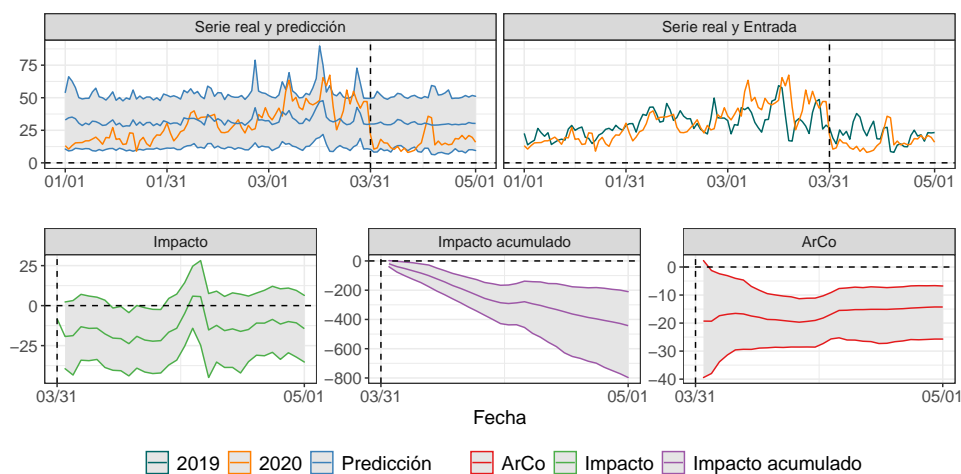 Serie real y predicción
Serie real y Entrada
75
50
25
0
01/01 01/31 03/01 03/31 05/01
01/01 01/31 03/01 03/31 05/01
Impacto
Impacto acumulado
ArCo
25
0
−25
03/31 05/01
0
−200
−400
−600
−800
03/31 05/01
0
−10
−20
−30
−40
03/31 05/01
Fecha
2019 2020 Predicción ArCo Impacto Impacto acumulado